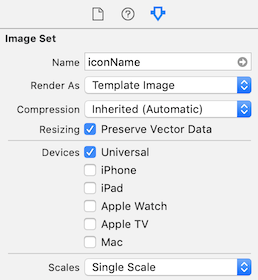 Image Set
Name iconName
Render As Template Image
Compression Inherited (Automatic)
Resizing Preserve Vector Data
Devices Universal
iPhone
iPad
Apple Watch
Apple TV
Mac
Scales Single Scale